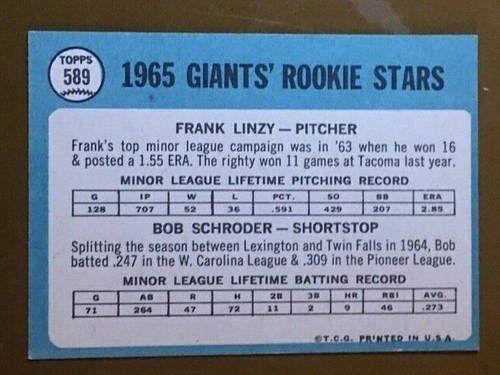 TOPPS
589
1965 GIANTS' ROOKIE STARS
FRANK LINZY — PITCHER
Frank's top minor league campaign was in '63 when he won 16
& posted a 1.55 ERA. The righty won 11 games at Tacoma last year.
MINOR LEAGUE LIFETIME PITCHING RECORD
G IP W L PCT. SO BB ERA
128 707 52 36 .591 429 207 2.85
BOB SCHRODER — SHORTSTOP
Splitting the season between Lexington and Twin Falls in 1964, Bob
batted .247 in the W. Carolina League & .309 in the Pioneer League.
MINOR LEAGUE LIFETIME BATTING RECORD
G AB R H 2B 3B HR RBI AVG.
71 264 47 72 11 2 9 46 .273
©T.C.G. PRINTED IN U.S.A.